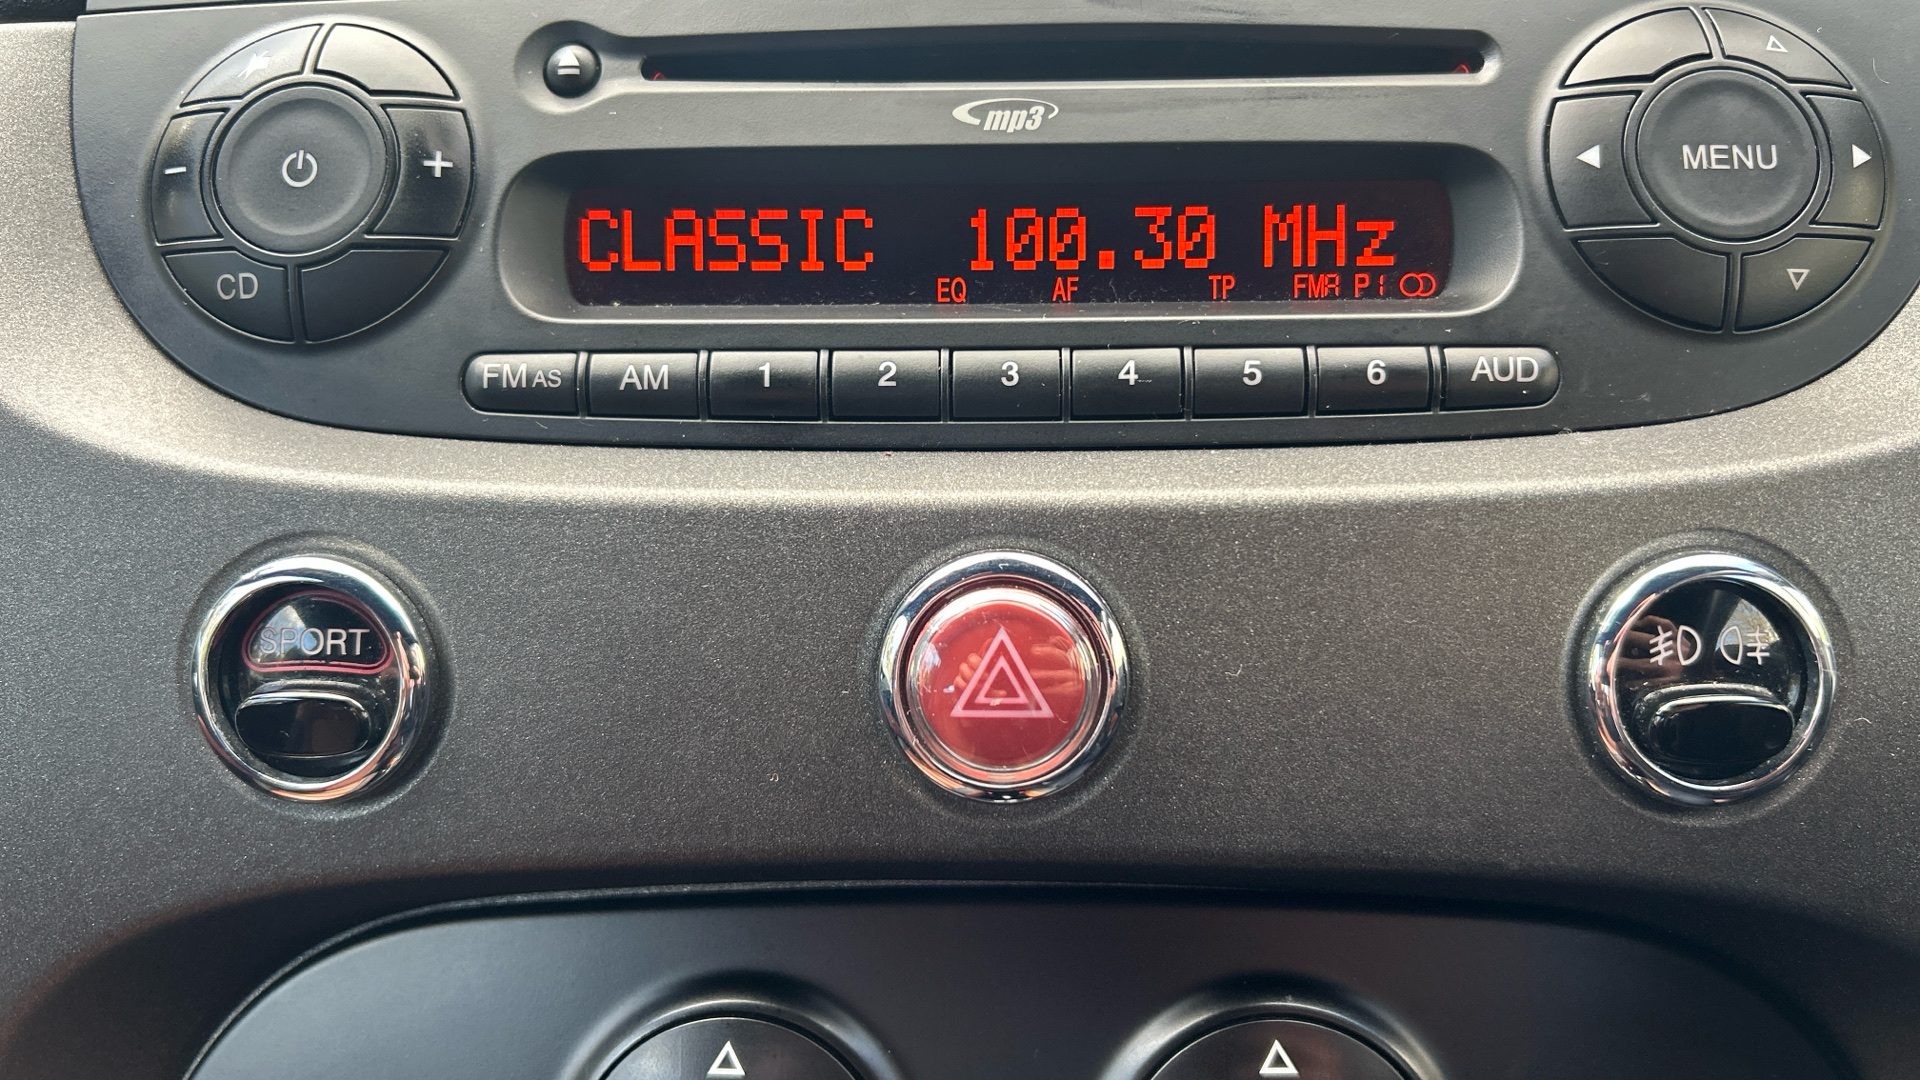 mp3
MENU
CLASSIC 100.30 MHz
EQ AF TP FMA P1
CD
FM AS AM 1 2 3 4 5 6 AUD
SPORT